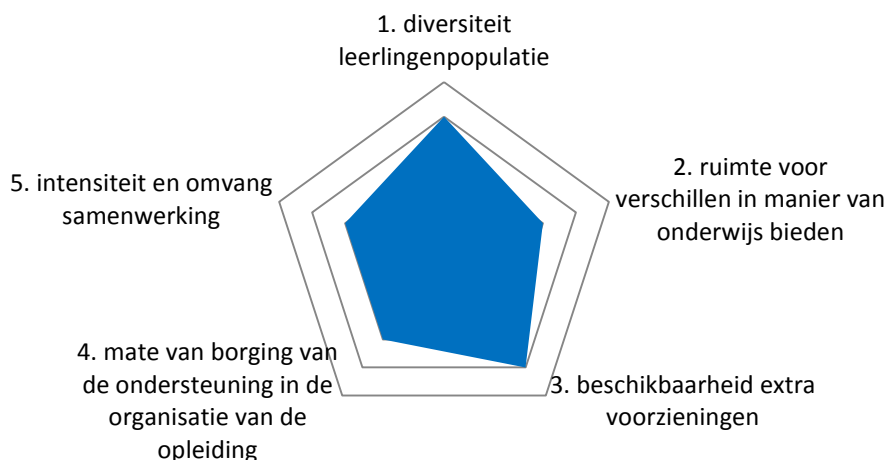 1. diversiteit
leerlingenpopulatie
2. ruimte voor
verschillen in manier van
onderwijs bieden
3. beschikbaarheid extra
voorzieningen
4. mate van borging van
de ondersteuning in de
organisatie van de
opleiding
5. intensiteit en omvang
samenwerking